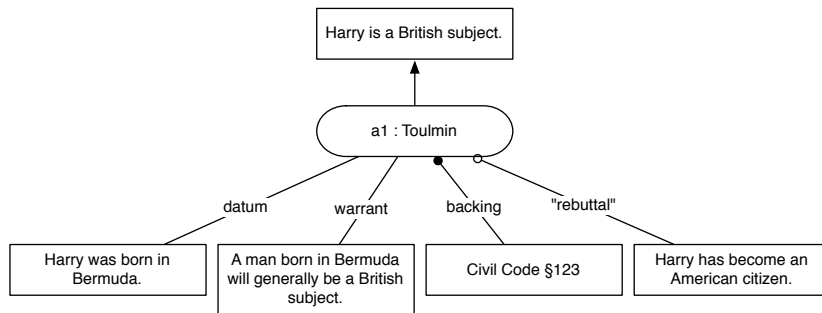 Harry is a British subject.
a1 : Toulmin
datum
warrant
backing
"rebuttal"
Harry was born in
Bermuda.
A man born in Bermuda
will generally be a British
subject.
Civil Code §123
Harry has become an
American citizen.